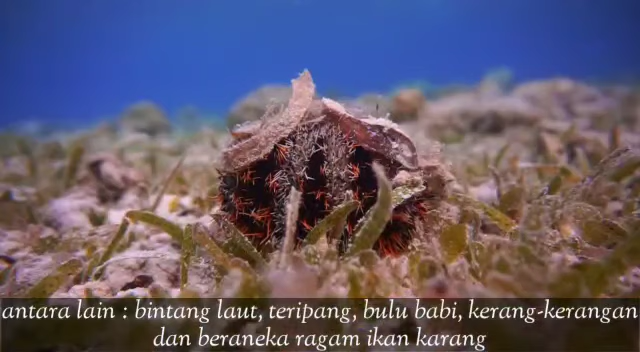 antara lain : bintang laut, teripang, bulu babi, kerang-kerangan
dan beraneka ragam ikan karang